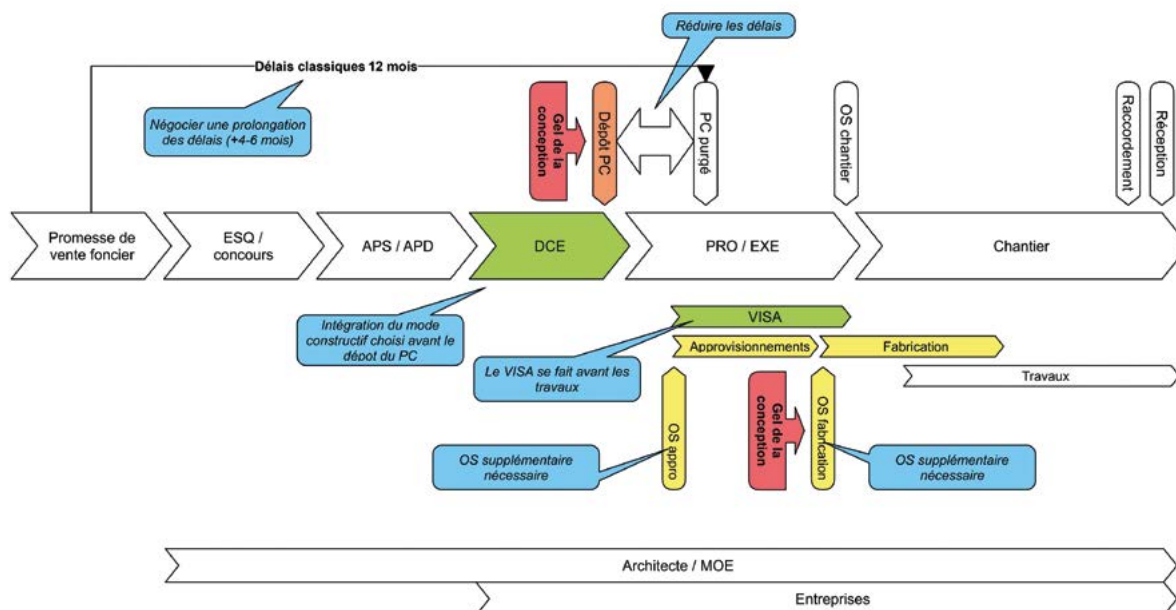 Réduire les délais
Délais classiques 12 mois
Négocier une prolongation
des délais (+4-6 mois)
Gel de la
conception
Dépôt PC
PC purgé
OS chantier
Raccordement
Réception
Promesse de
vente foncier
ESQ /
concours
APS / APD
DCE
PRO / EXE
Chantier
Intégration du mode
constructif choisi avant le
dépot du PC
VISA
Approvisionnements
Fabrication
Le VISA se fait avant les
travaux
Travaux
OS appro
Gel de la
conception
OS fabrication
OS supplémentaire
nécessaire
OS supplémentaire
nécessaire
Architecte / MOE
Entreprises